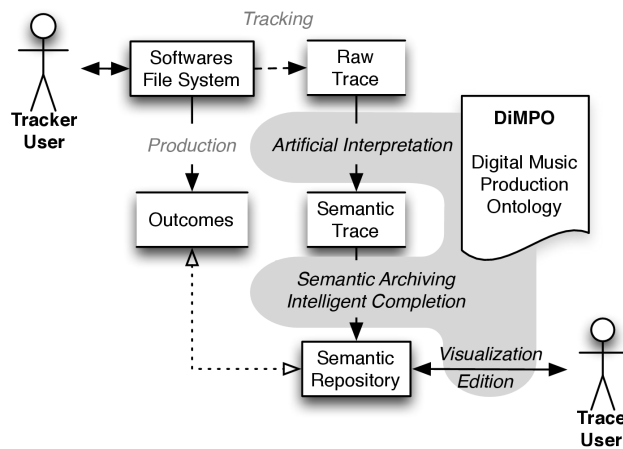 Tracking
Softwares
File System
Raw
Trace
Tracker
User
Production
Artificial Interpretation
DiMPO
Digital Music
Production
Ontology
Outcomes
Semantic
Trace
Semantic Archiving
Intelligent Completion
Semantic
Repository
Visualization
Edition
Trace
User